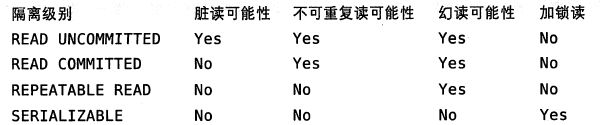 隔离级别 脏读可能性 不可重复读可能性 幻读可能性 加锁读
READ UNCOMMITTED Yes Yes Yes No
READ COMMITTED No Yes Yes No
REPEATABLE READ No No Yes No
SERIALIZABLE No No No Yes